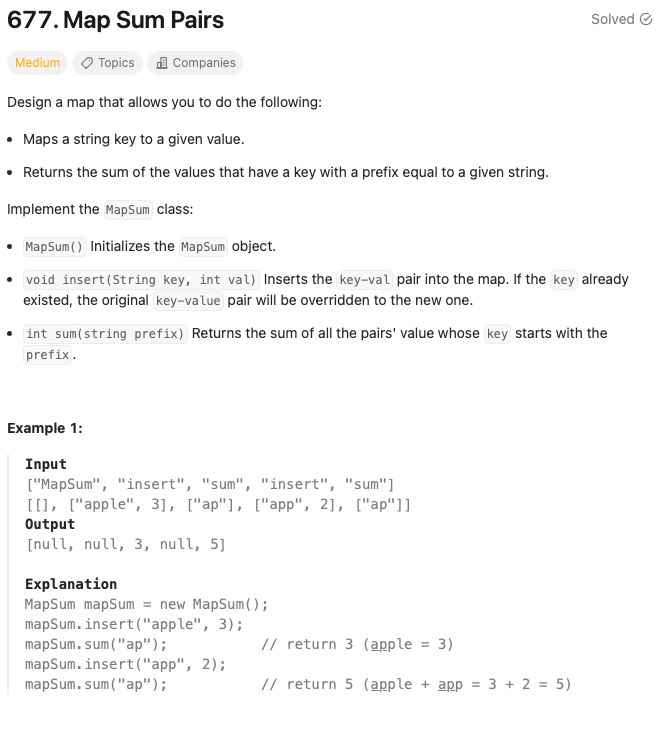 677. Map Sum Pairs
Solved
Medium
Topics
Companies
Design a map that allows you to do the following:
• Maps a string key to a given value.
• Returns the sum of the values that have a key with a prefix equal to a given string.
Implement the MapSum class:
• MapSum() Initializes the MapSum object.
• void insert(String key, int val) Inserts the key-val pair into the map. If the key already
existed, the original key-value pair will be overridden to the new one.
• int sum(string prefix) Returns the sum of all the pairs' value whose key starts with the
prefix.
Example 1:
Input
["MapSum", "insert", "sum", "insert", "sum"]
[[], ["apple", 3], ["ap"], ["app", 2], ["ap"]]
Output
[null, null, 3, null, 5]
Explanation
MapSum mapSum = new MapSum();
mapSum.insert("apple", 3);
mapSum.sum("ap");           // return 3 (apple = 3)
mapSum.insert("app", 2);
mapSum.sum("ap");           // return 5 (apple + app = 3 + 2 = 5)